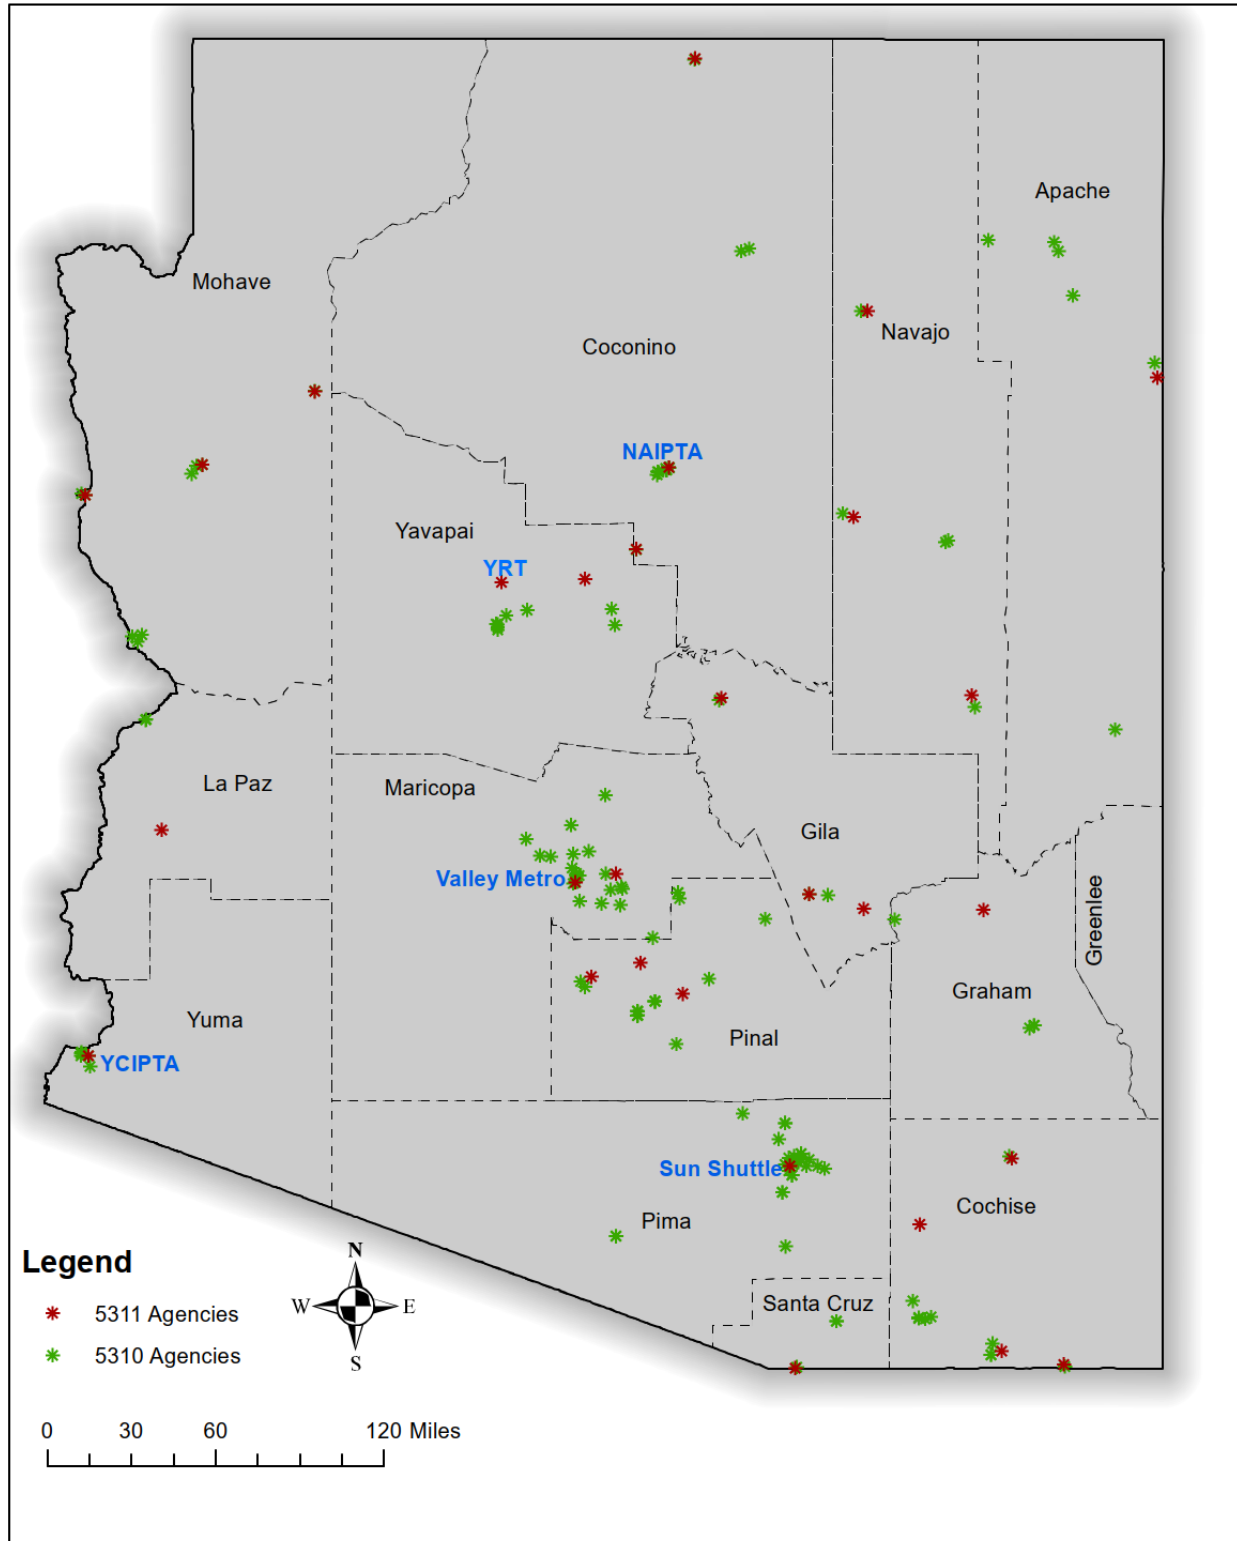 Apache
Mohave
Navajo
Coconino
NAIPTA
Yavapai
YRT
La Paz
Maricopa
Gila
Valley Metro
Greenlee
Graham
Yuma
Pinal
YCIPTA
Sun Shuttle
Cochise
Pima
Legend
N
W E
S
Santa Cruz
5311 Agencies
5310 Agencies
0 30 60 120 Miles